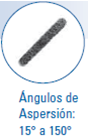 Ángulos de
Aspersión:
15° a 150°